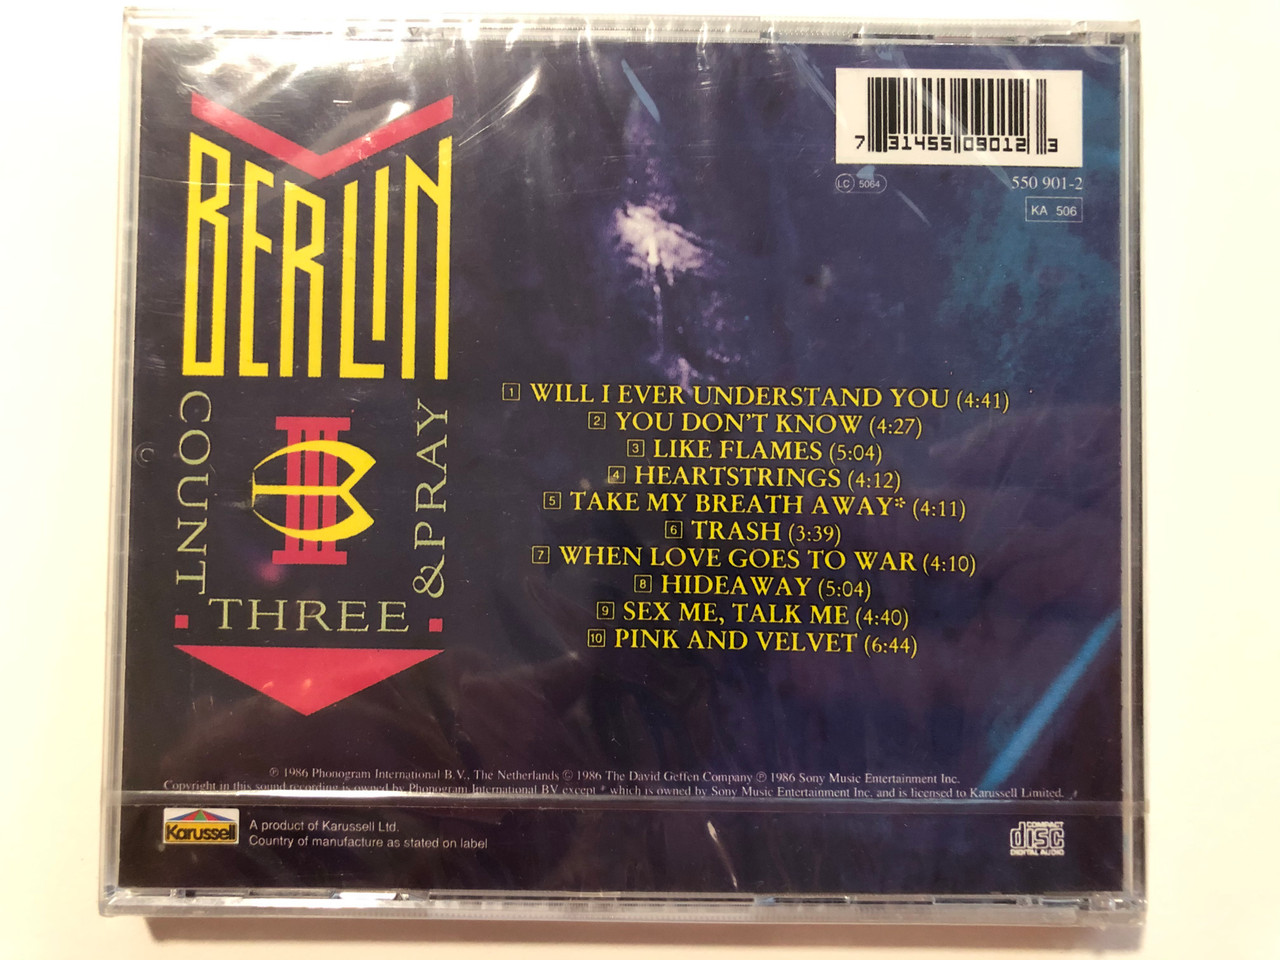 BERLIN
COUNT
THREE
& PRAY
7 31455 09012 3
LC 5064
550 901-2
KA 506
1 WILL I EVER UNDERSTAND YOU (4:41)
2 YOU DON'T KNOW (4:27)
3 LIKE FLAMES (5:04)
4 HEARTSTRINGS (4:12)
5 TAKE MY BREATH AWAY* (4:11)
6 TRASH (3:39)
7 WHEN LOVE GOES TO WAR (4:10)
8 HIDEAWAY (5:04)
9 SEX ME, TALK ME (4:40)
10 PINK AND VELVET (6:44)
℗ 1986 Phonogram International B.V., The Netherlands © 1986 The David Geffen Company ℗ 1986 Sony Music Entertainment Inc.
Copyright in this sound recording is owned by Phonogram International BV except * which is owned by Sony Music Entertainment Inc. and is licensed to Karussell Limited.
Karussell
A product of Karussell Ltd.
Country of manufacture as stated on label
COMPACT
disc
DIGITAL AUDIO